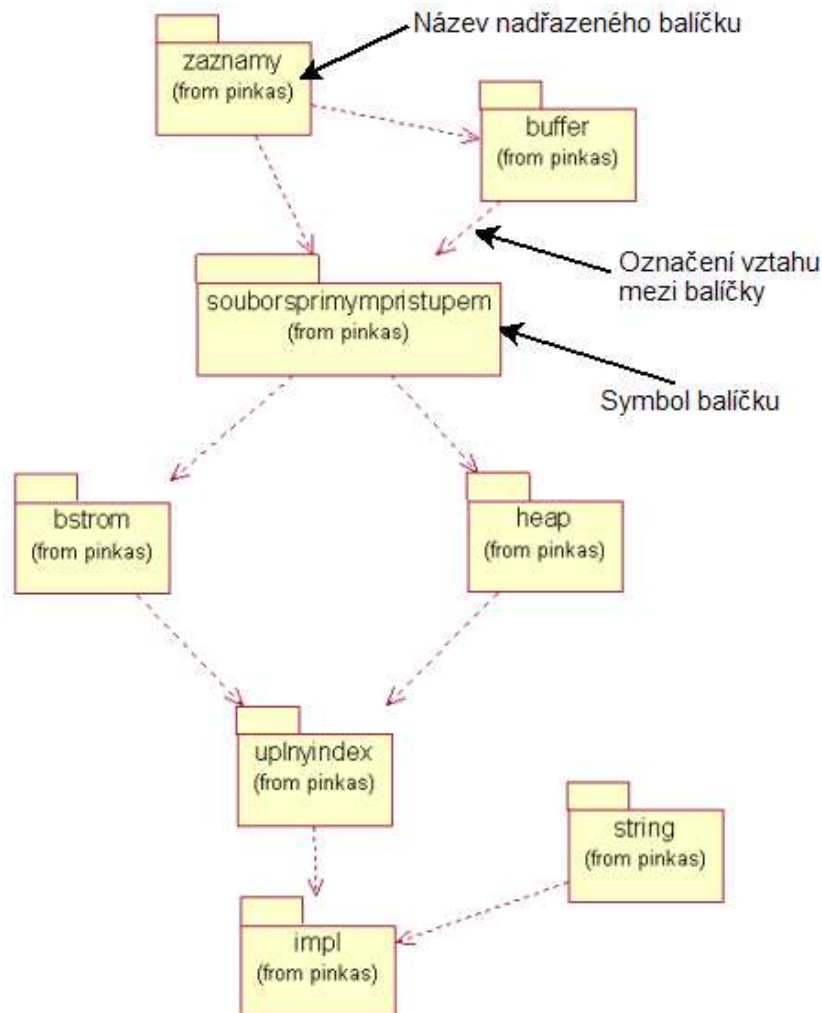 Název nadřazeného balíčku
zaznamy
(from pinkas)
buffer
(from pinkas)
Označení vztahu
mezi balíčky
souborsprimympristupem
(from pinkas)
Symbol balíčku
bstrom
(from pinkas)
heap
(from pinkas)
uplnyindex
(from pinkas)
string
(from pinkas)
impl
(from pinkas)